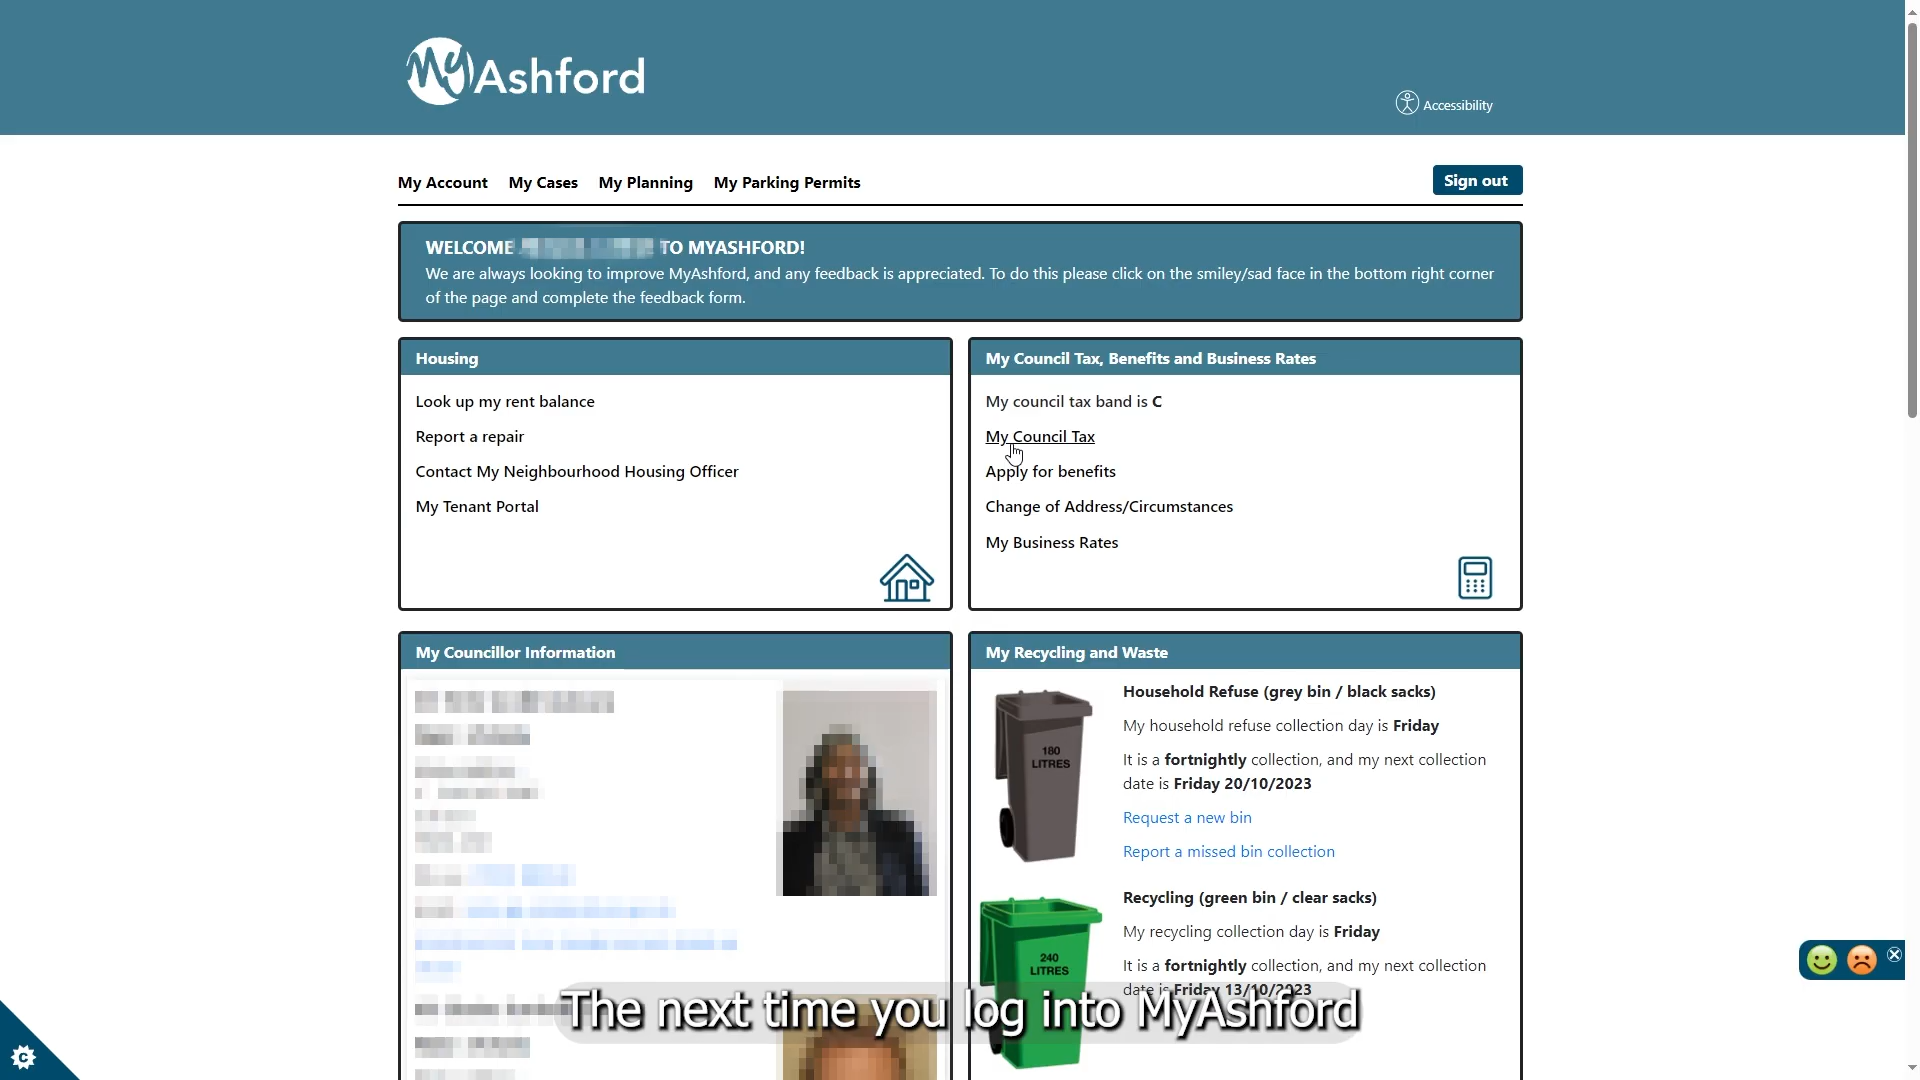 MyAshford
Accessibility
My Account My Cases My Planning My Parking Permits
Sign out
WELCOME TO MYASHFORD!
We are always looking to improve MyAshford, and any feedback is appreciated. To do this please click on the smiley/sad face in the bottom right corner
of the page and complete the feedback form.
Housing
Look up my rent balance
Report a repair
Contact My Neighbourhood Housing Officer
My Tenant Portal
My Council Tax, Benefits and Business Rates
My council tax band is C
My Council Tax
Apply for benefits
Change of Address/Circumstances
My Business Rates
My Councillor Information
My Recycling and Waste
180
LITRES
Household Refuse (grey bin / black sacks)
My household refuse collection day is Friday
It is a fortnightly collection, and my next collection
date is Friday 20/10/2023
Request a new bin
Report a missed bin collection
240
LITRES
Recycling (green bin / clear sacks)
My recycling collection day is Friday
It is a fortnightly collection, and my next collection
date is Friday 13/10/2023
The next time you log into MyAshford